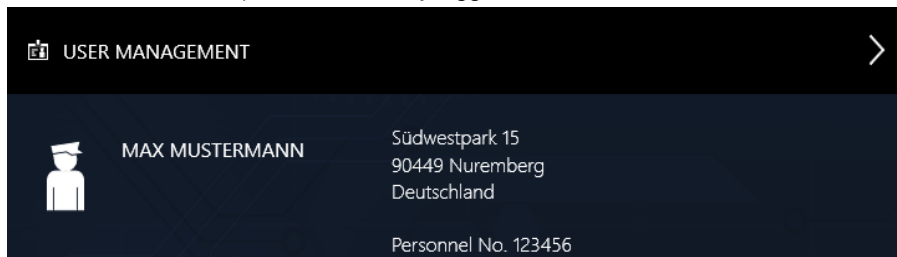 USER MANAGEMENT
MAX MUSTERMANN
Südwestpark 15
90449 Nuremberg
Deutschland
Personnel No. 123456